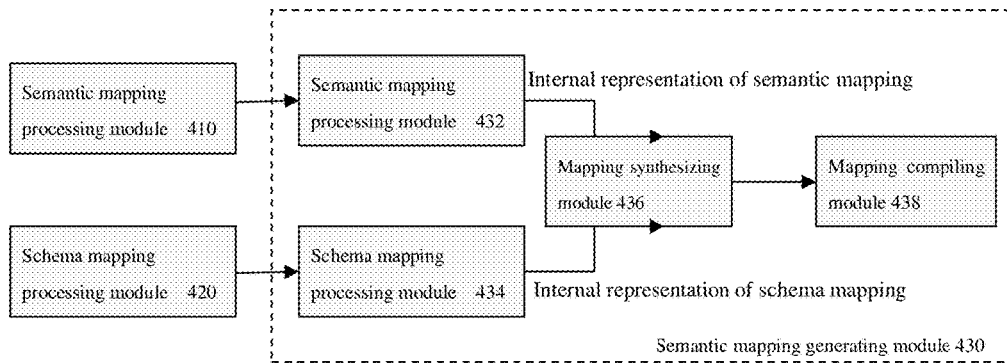 Semantic mapping
processing module 410
Semantic mapping
processing module 432
Internal representation of semantic mapping
Mapping synthesizing
module 436
Mapping compiling
module 438
Schema mapping
processing module 420
Schema mapping
processing module 434
Internal representation of schema mapping
Semantic mapping generating module 430